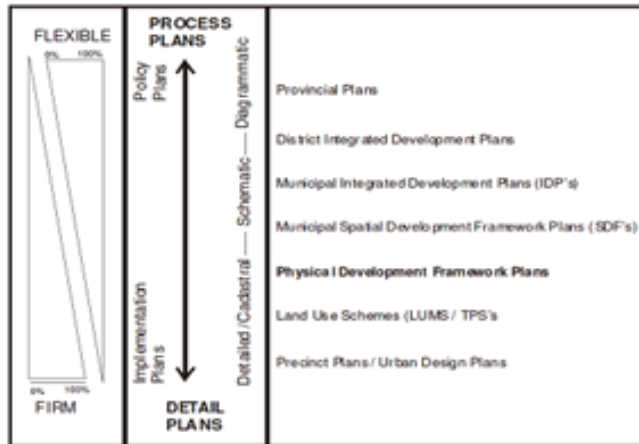 FLEXIBLE
0% 100%
0% 100%
FIRM
PROCESS
PLANS
Policy
Plans
Implementation
Plans
Detailed/Cadastral — Schematic — Diagrammatic
DETAIL
PLANS
Provincial Plans
District Integrated Development Plans
Municipal Integrated Development Plans (IDP's)
Municipal Spatial Development Framework Plans (SDF's)
Physical Development Framework Plans
Land Use Schemes (LUMS / TPS's
Precinct Plans / Urban Design Plans